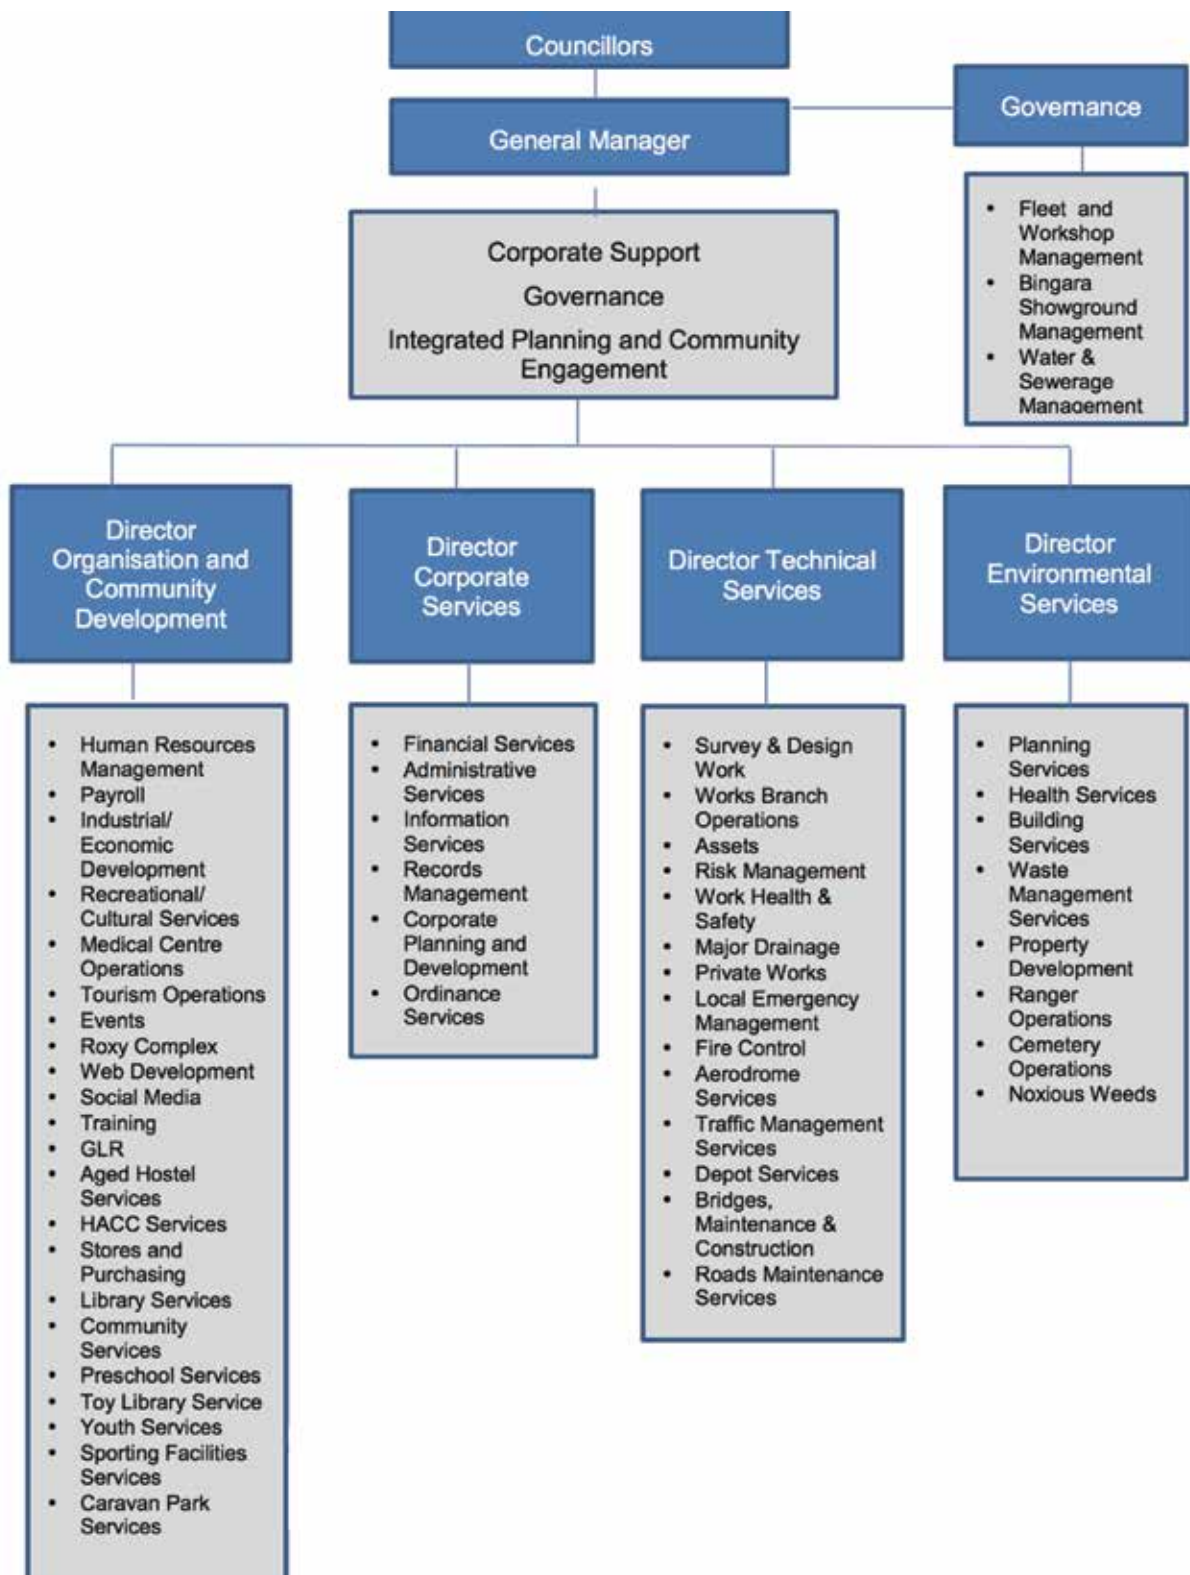 Councillors
General Manager
Governance
• Fleet and
Workshop
Management
• Bingara
Showground
Management
• Water &
Sewerage
Management
Corporate Support
Governance
Integrated Planning and Community
Engagement
Director
Organisation and
Community
Development
• Human Resources
Management
• Payroll
• Industrial/
Economic
Development
• Recreational/
Cultural Services
• Medical Centre
Operations
• Tourism Operations
• Events
• Roxy Complex
• Web Development
• Social Media
• Training
• GLR
• Aged Hostel
Services
• HACC Services
• Stores and
Purchasing
• Library Services
• Community
Services
• Preschool Services
• Toy Library Service
• Youth Services
• Sporting Facilities
Services
• Caravan Park
Services
Director
Corporate
Services
• Financial Services
• Administrative
Services
• Information
Services
• Records
Management
• Corporate
Planning and
Development
• Ordinance
Services
Director Technical
Services
• Survey & Design
Work
• Works Branch
Operations
• Assets
• Risk Management
• Work Health &
Safety
• Major Drainage
• Private Works
• Local Emergency
Management
• Fire Control
• Aerodrome
Services
• Traffic Management
Services
• Depot Services
• Bridges,
Maintenance &
Construction
• Roads Maintenance
Services
Director
Environmental
Services
• Planning
Services
• Health Services
• Building
Services
• Waste
Management
Services
• Property
Development
• Ranger
Operations
• Cemetery
Operations
• Noxious Weeds